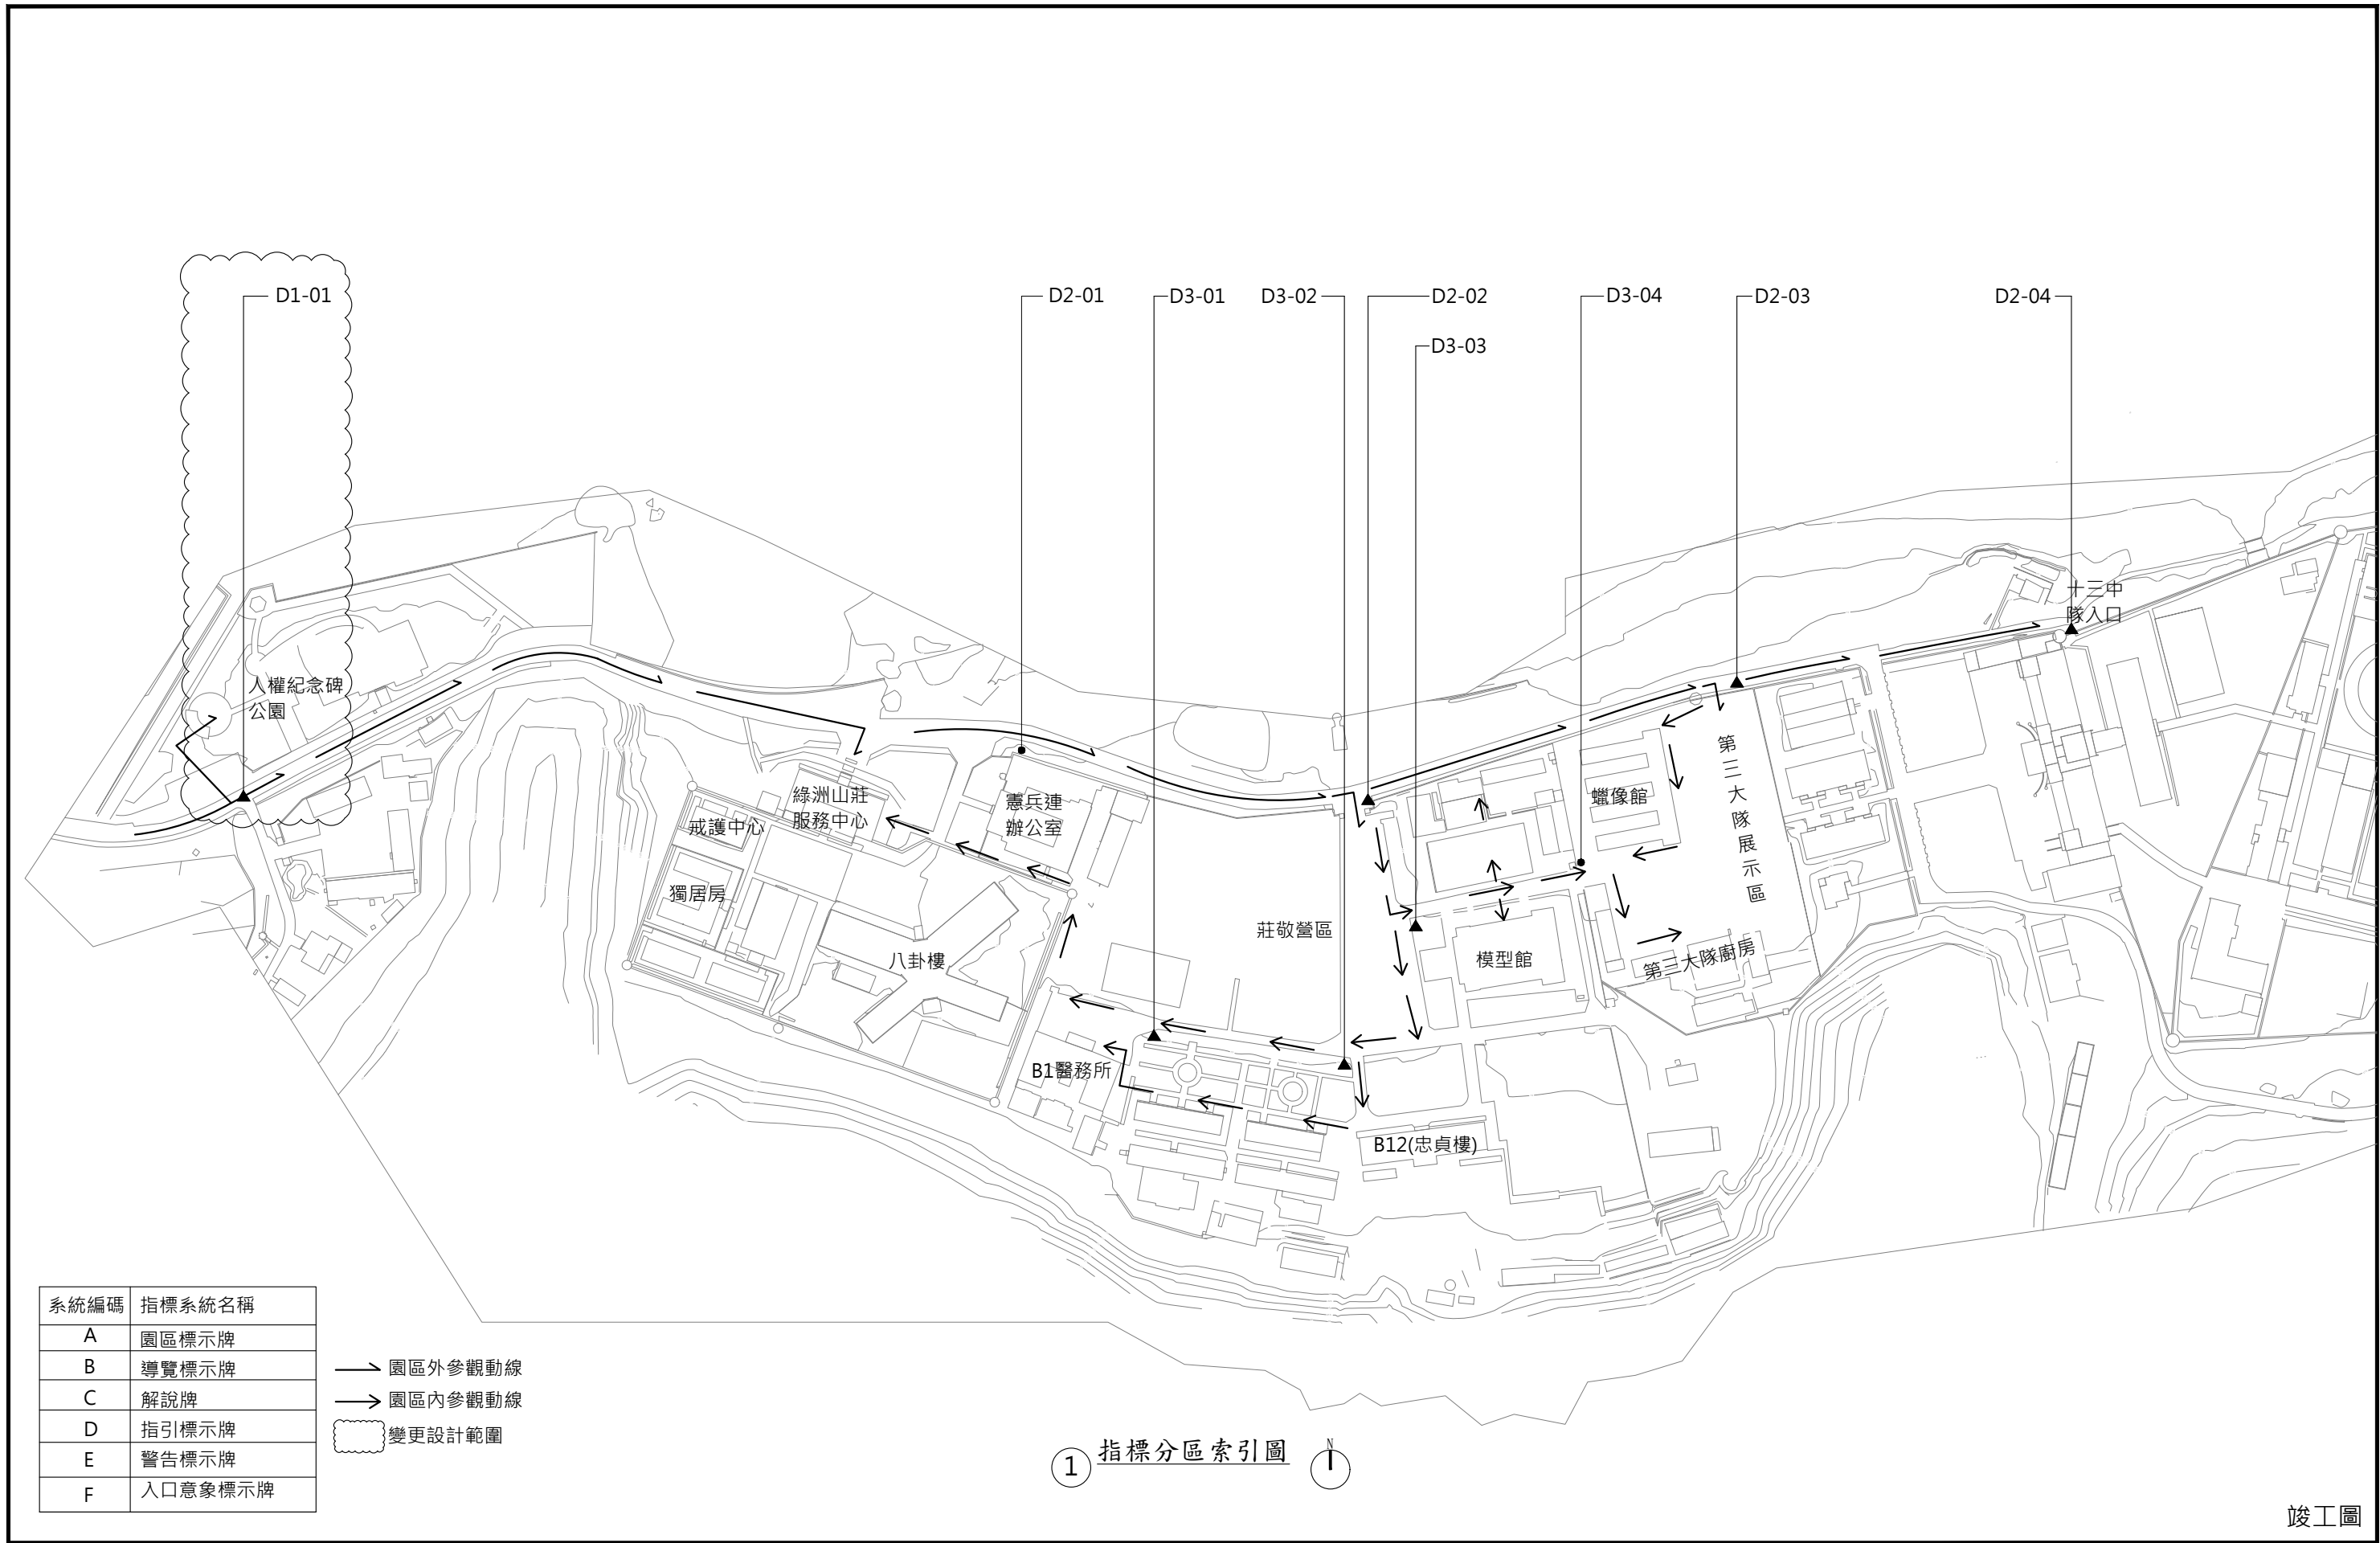 D1-01
D2-01
D3-01
D3-02
D2-02
D3-04
D2-03
D2-04
D3-03
十三中
隊入口
人權紀念碑
公園
第三大隊展示區
綠洲山莊
服務中心
憲兵連
辦公室
蠟像館
戒護中心
獨居房
莊敬營區
八卦樓
模型館
第三大隊廚房
B1醫務所
B12(忠貞樓)
系統編碼 指標系統名稱
A 園區標示牌
B 導覽標示牌
C 解說牌
D 指引標示牌
E 警告標示牌
F 入口意象標示牌
園區外參觀動線
園區內參觀動線
變更設計範圍
1 指標分區索引圖
N
竣工圖